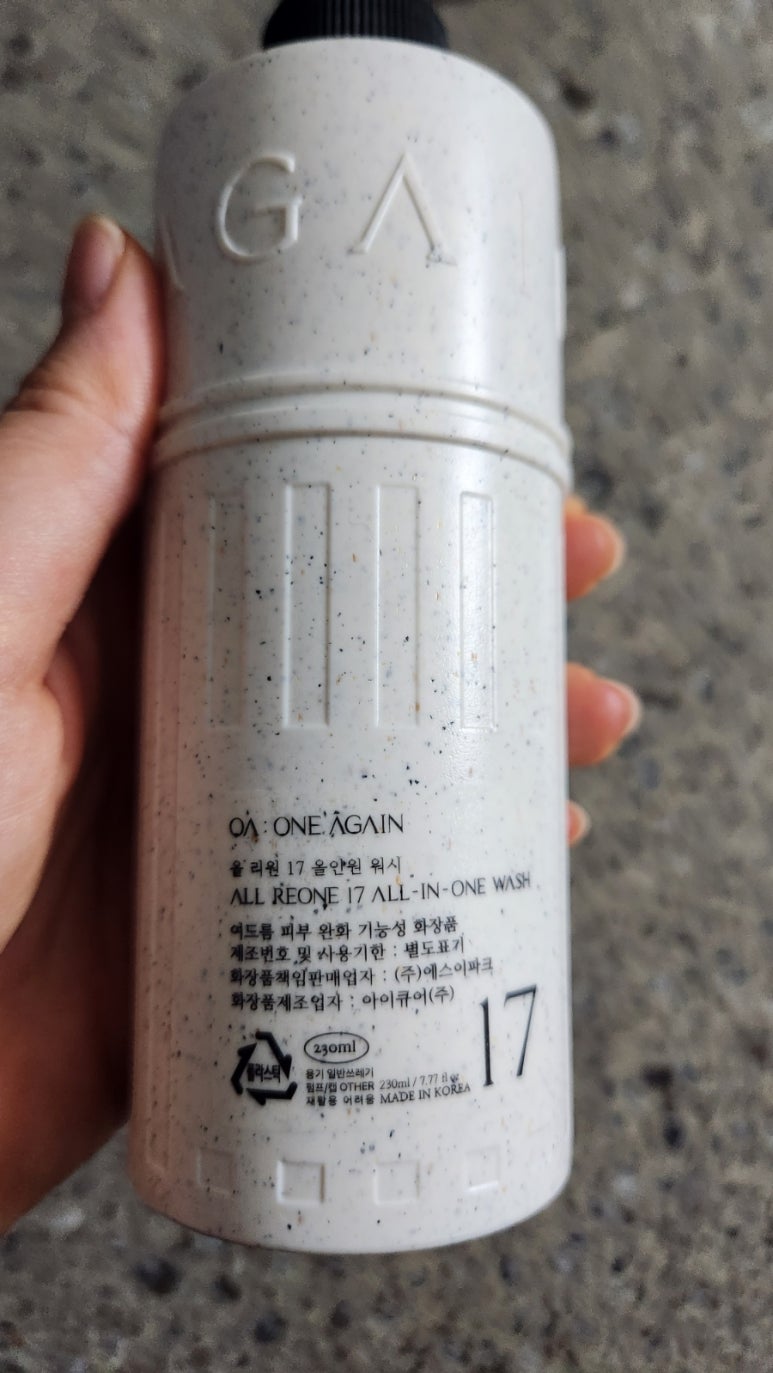 AGAI
OA : ONE AGAIN
올 리원 17 올인원 워시
ALL REONE 17 ALL-IN-ONE WASH
여드름 피부 완화 기능성 화장품
제조번호 및 사용기한 : 별도표기
화장품책임판매업자 : (주)에스이파크
화장품제조업자 : 아이큐어(주)
17
플라스틱
230ml
용기 일반쓰레기
펌프/캡 OTHER
재활용 어려움
230ml / 7.77 fl oz
MADE IN KOREA